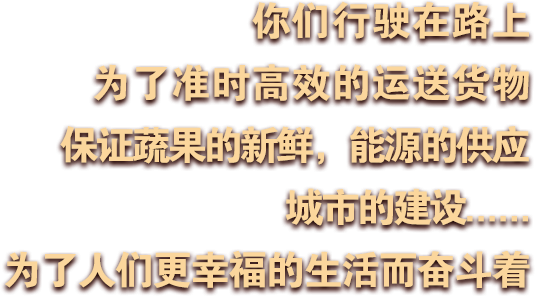 你们行驶在路上
为了准时高效的运送货物
保证蔬果的新鲜，能源的供应
城市的建设......
为了人们更幸福的生活而奋斗着